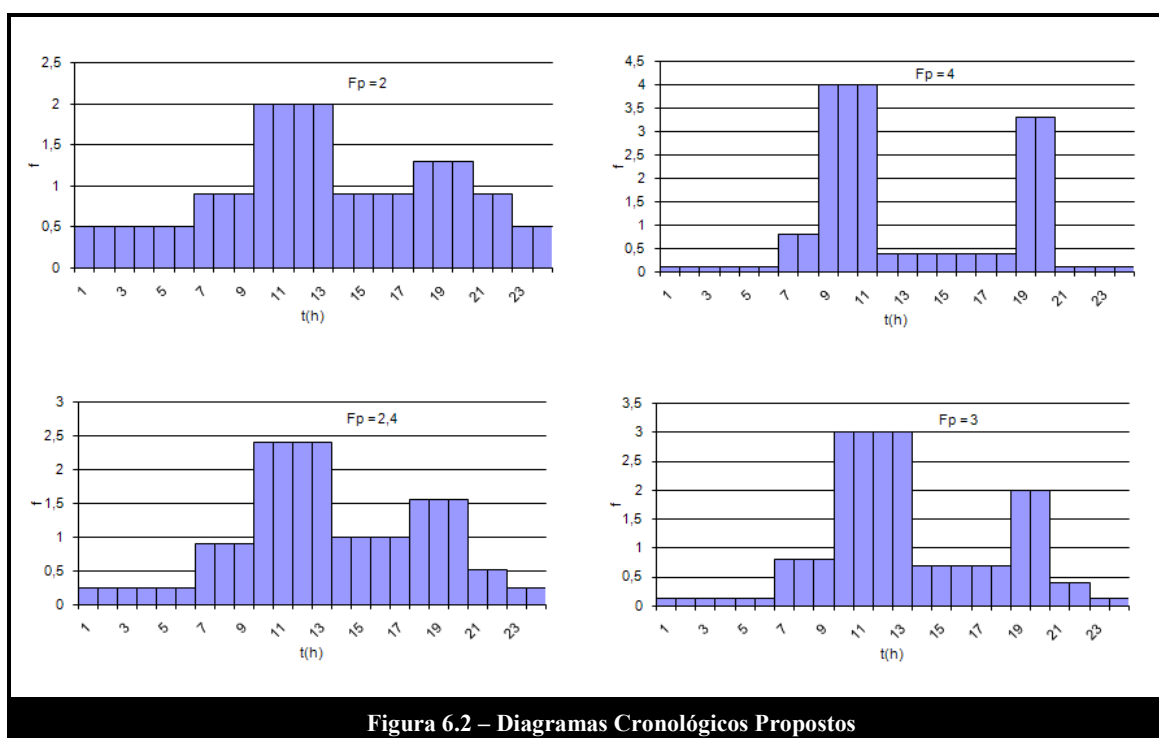 Fp = 2
2,5
2
1,5
1
0,5
0
f
1 3 5 7 9 11 13 15 17 19 21 23
t(h)
Fp = 4
4,5
4
3,5
3
2,5
2
1,5
1
0,5
0
f
1 3 5 7 9 11 13 15 17 19 21 23
t(h)
Fp = 2,4
3
2,5
2
1,5
1
0,5
0
f
1 3 5 7 9 11 13 15 17 19 21 23
t(h)
Fp = 3
3,5
3
2,5
2
1,5
1
0,5
0
f
1 3 5 7 9 11 13 15 17 19 21 23
t(h)
Figura 6.2 – Diagramas Cronológicos Propostos